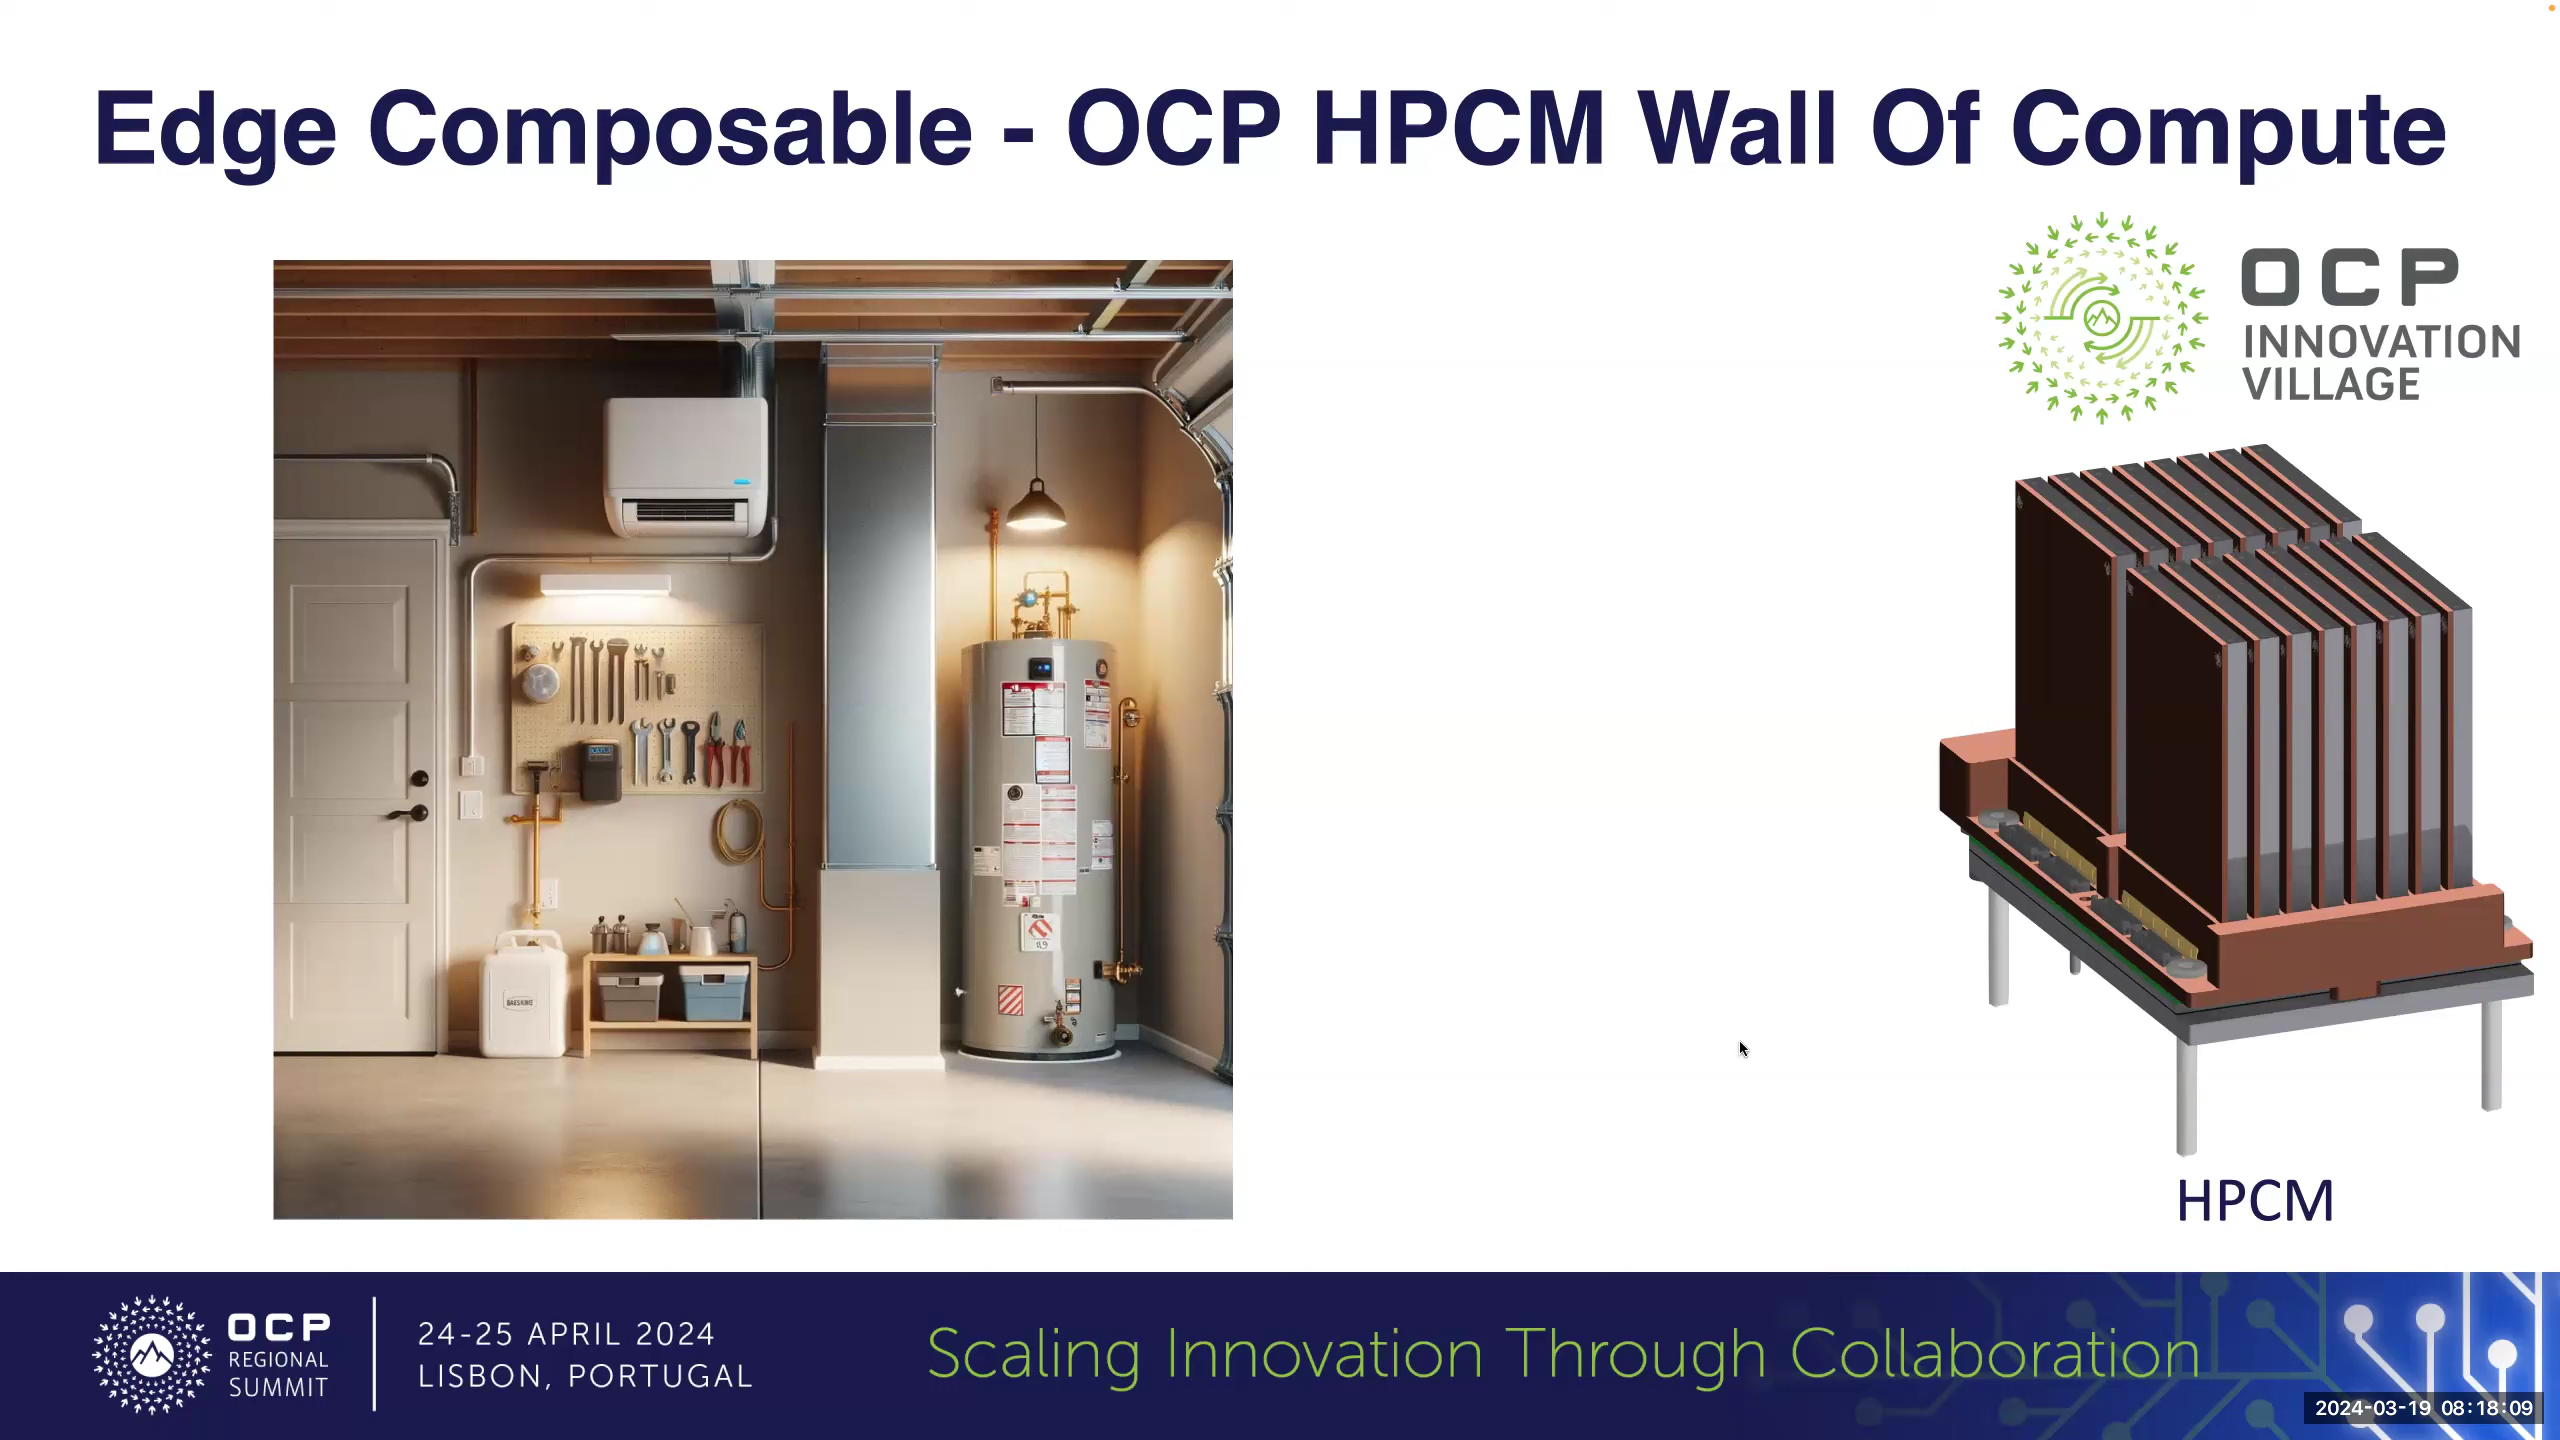 Edge Composable - OCP HPCM Wall Of Compute
OCP
INNOVATION
VILLAGE
HPCM
OCP
REGIONAL
SUMMIT
24-25 APRIL 2024
LISBON, PORTUGAL
Scaling Innovation Through Collaboration
2024-03-19 08:18:09